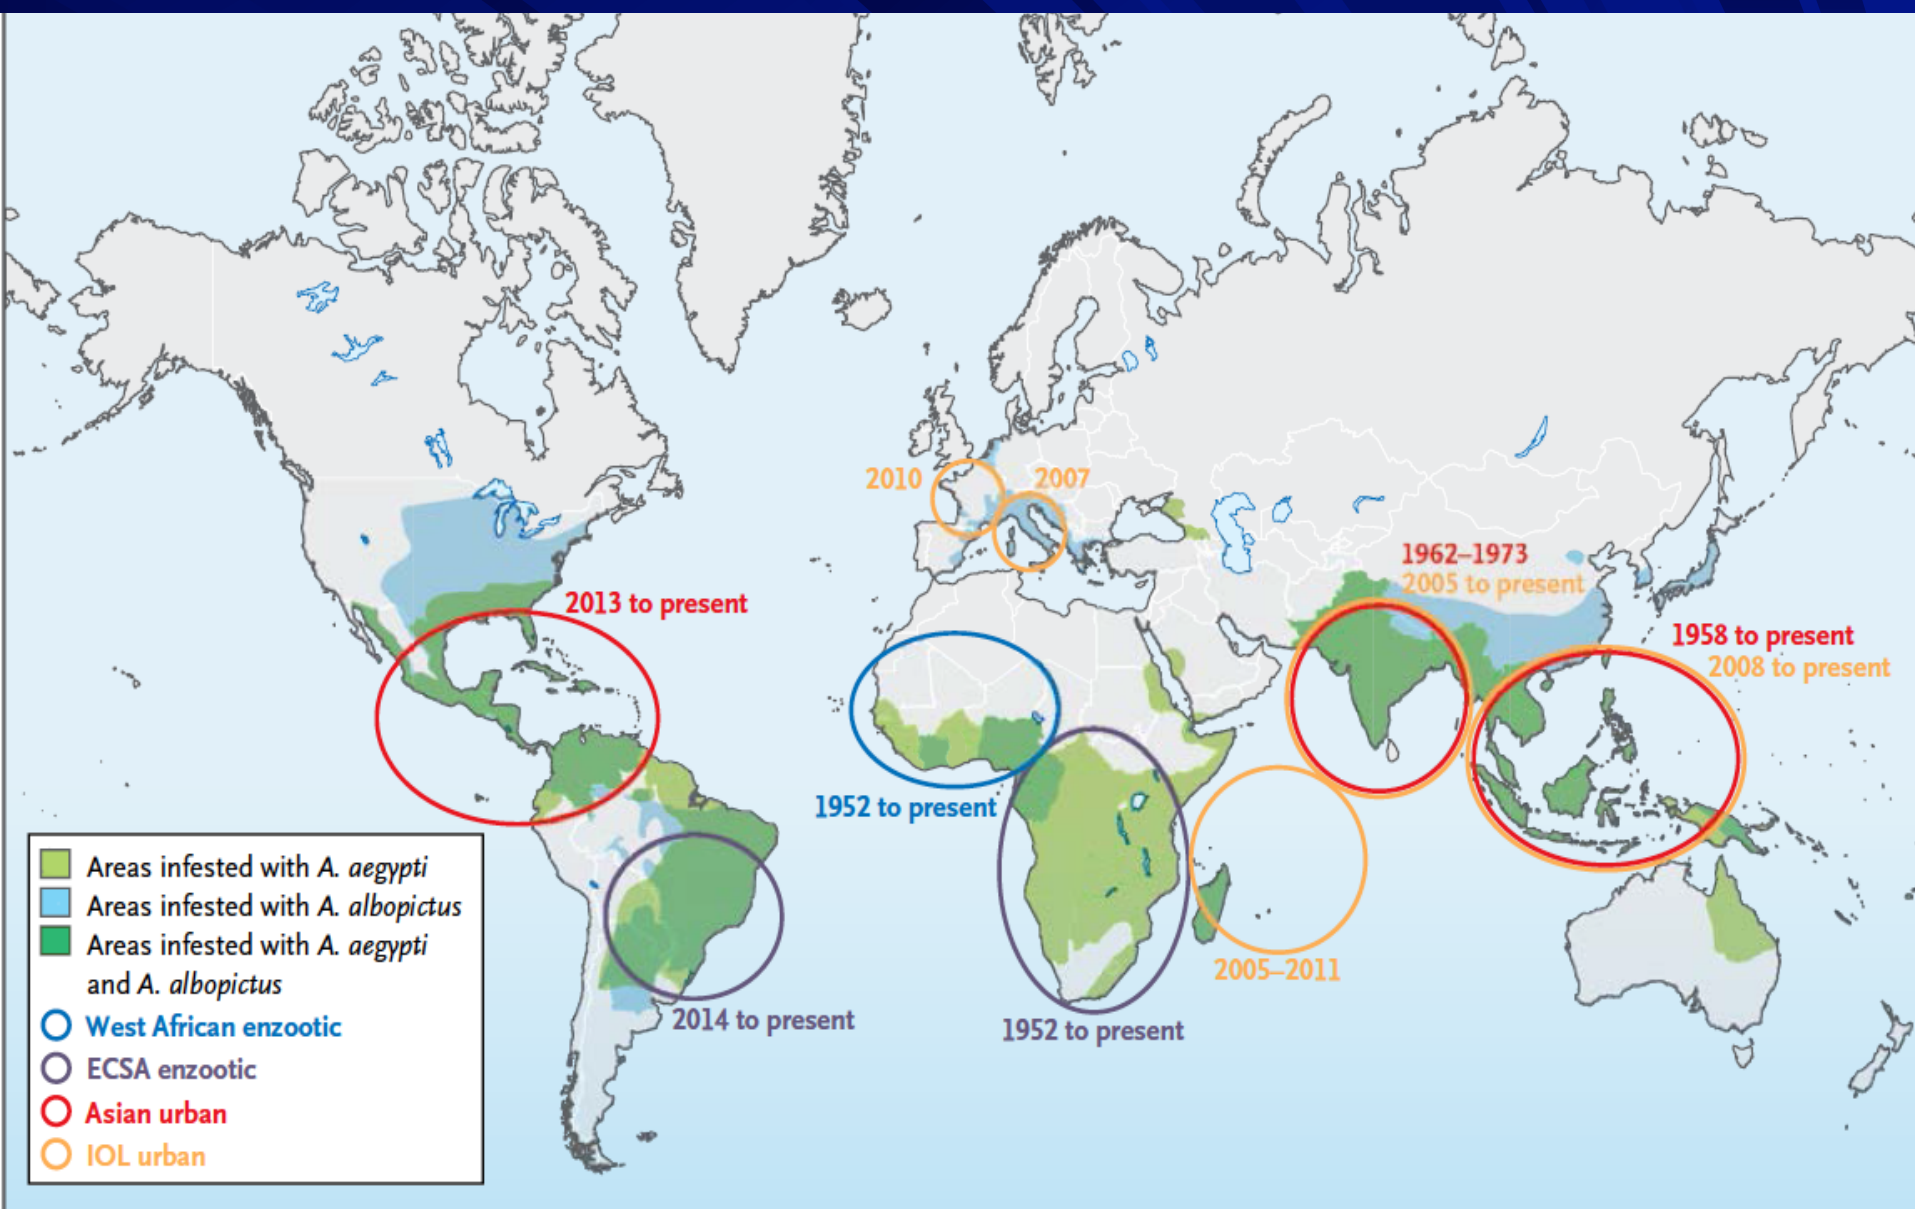 2010
2007
1962–1973
2005 to present
2013 to present
1958 to present
2008 to present
1952 to present
2005–2011
2014 to present
1952 to present
Areas infested with A. aegypti
Areas infested with A. albopictus
Areas infested with A. aegypti
and A. albopictus
West African enzootic
ECSA enzootic
Asian urban
IOL urban